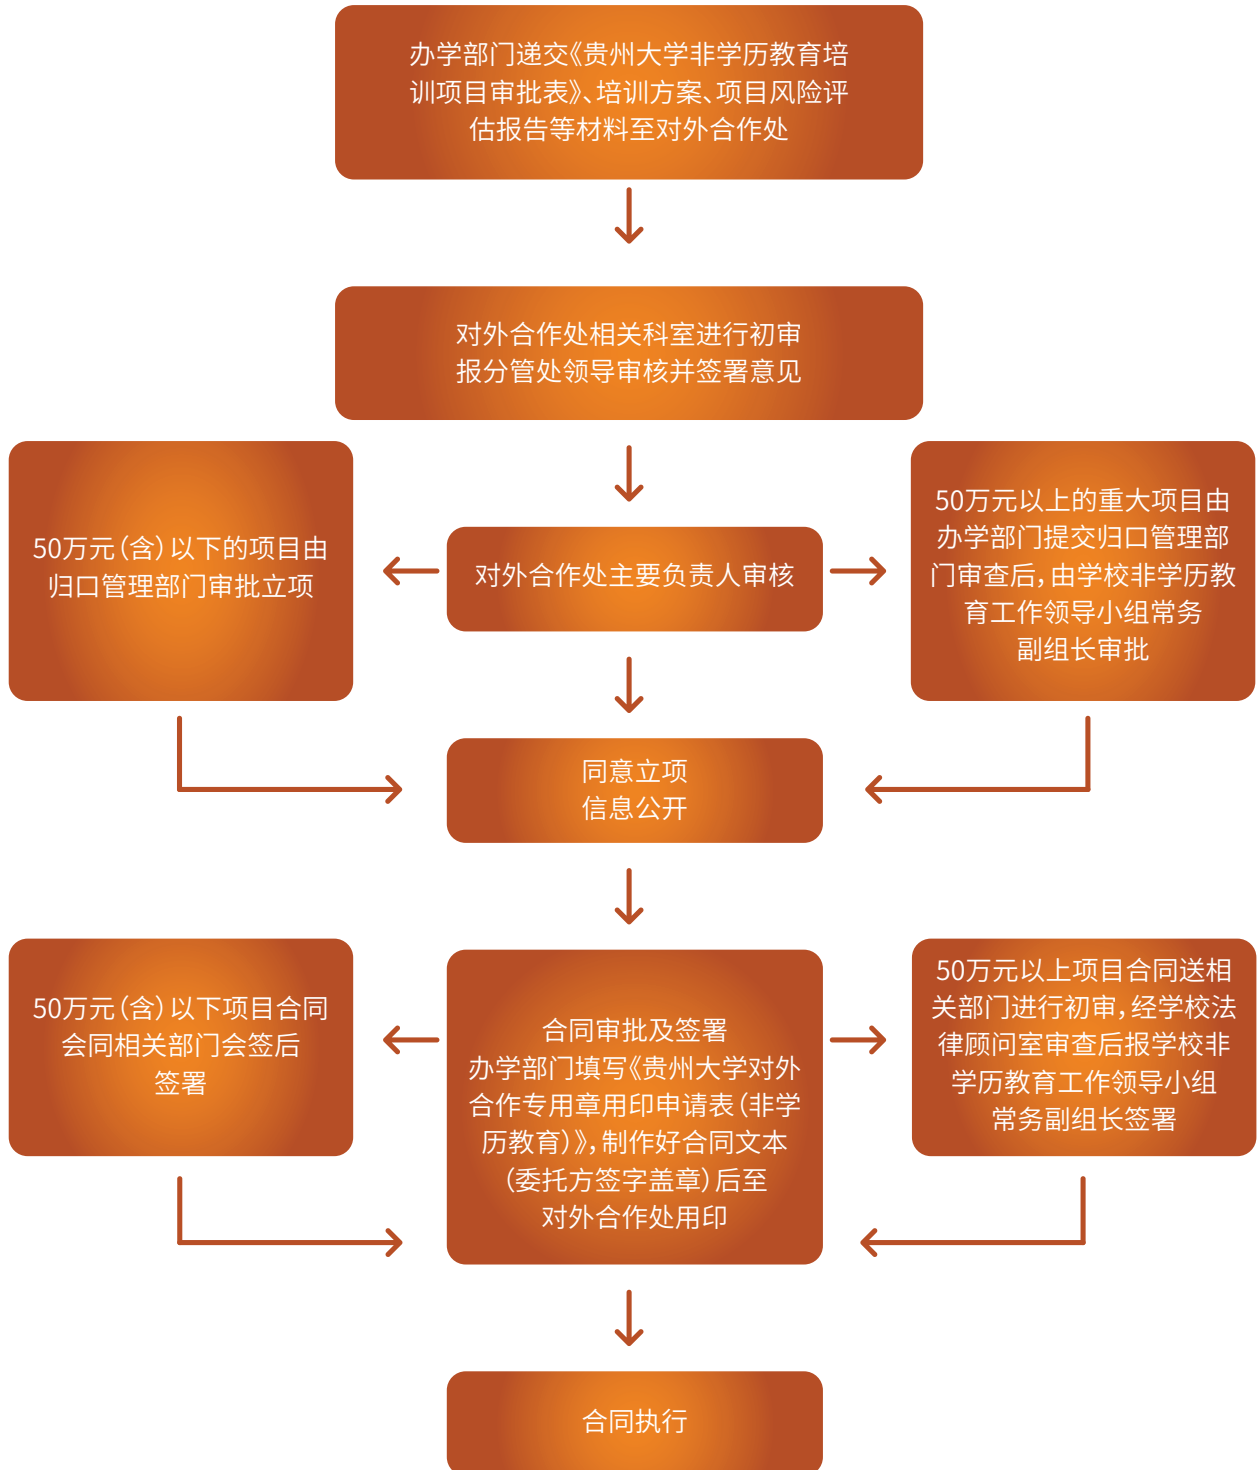 办学部门递交《贵州大学非学历教育培
训项目审批表》、培训方案、项目风险评
估报告等材料至对外合作处
对外合作处相关科室进行初审
报分管处领导审核并签署意见
50万元（含）以下的项目由
归口管理部门审批立项
对外合作处主要负责人审核
50万元以上的重大项目由
办学部门提交归口管理部
门审查后，由学校非学历教
育工作领导小组常务
副组长审批
同意立项
信息公开
50万元（含）以下项目合同
会同相关部门会签后
签署
合同审批及签署
办学部门填写《贵州大学对外
合作专用章用印申请表（非学
历教育）》，制作好合同文本
（委托方签字盖章）后至
对外合作处用印
50万元以上项目合同送相
关部门进行初审，经学校法
律顾问室审查后报学校非
学历教育工作领导小组
常务副组长签署
合同执行